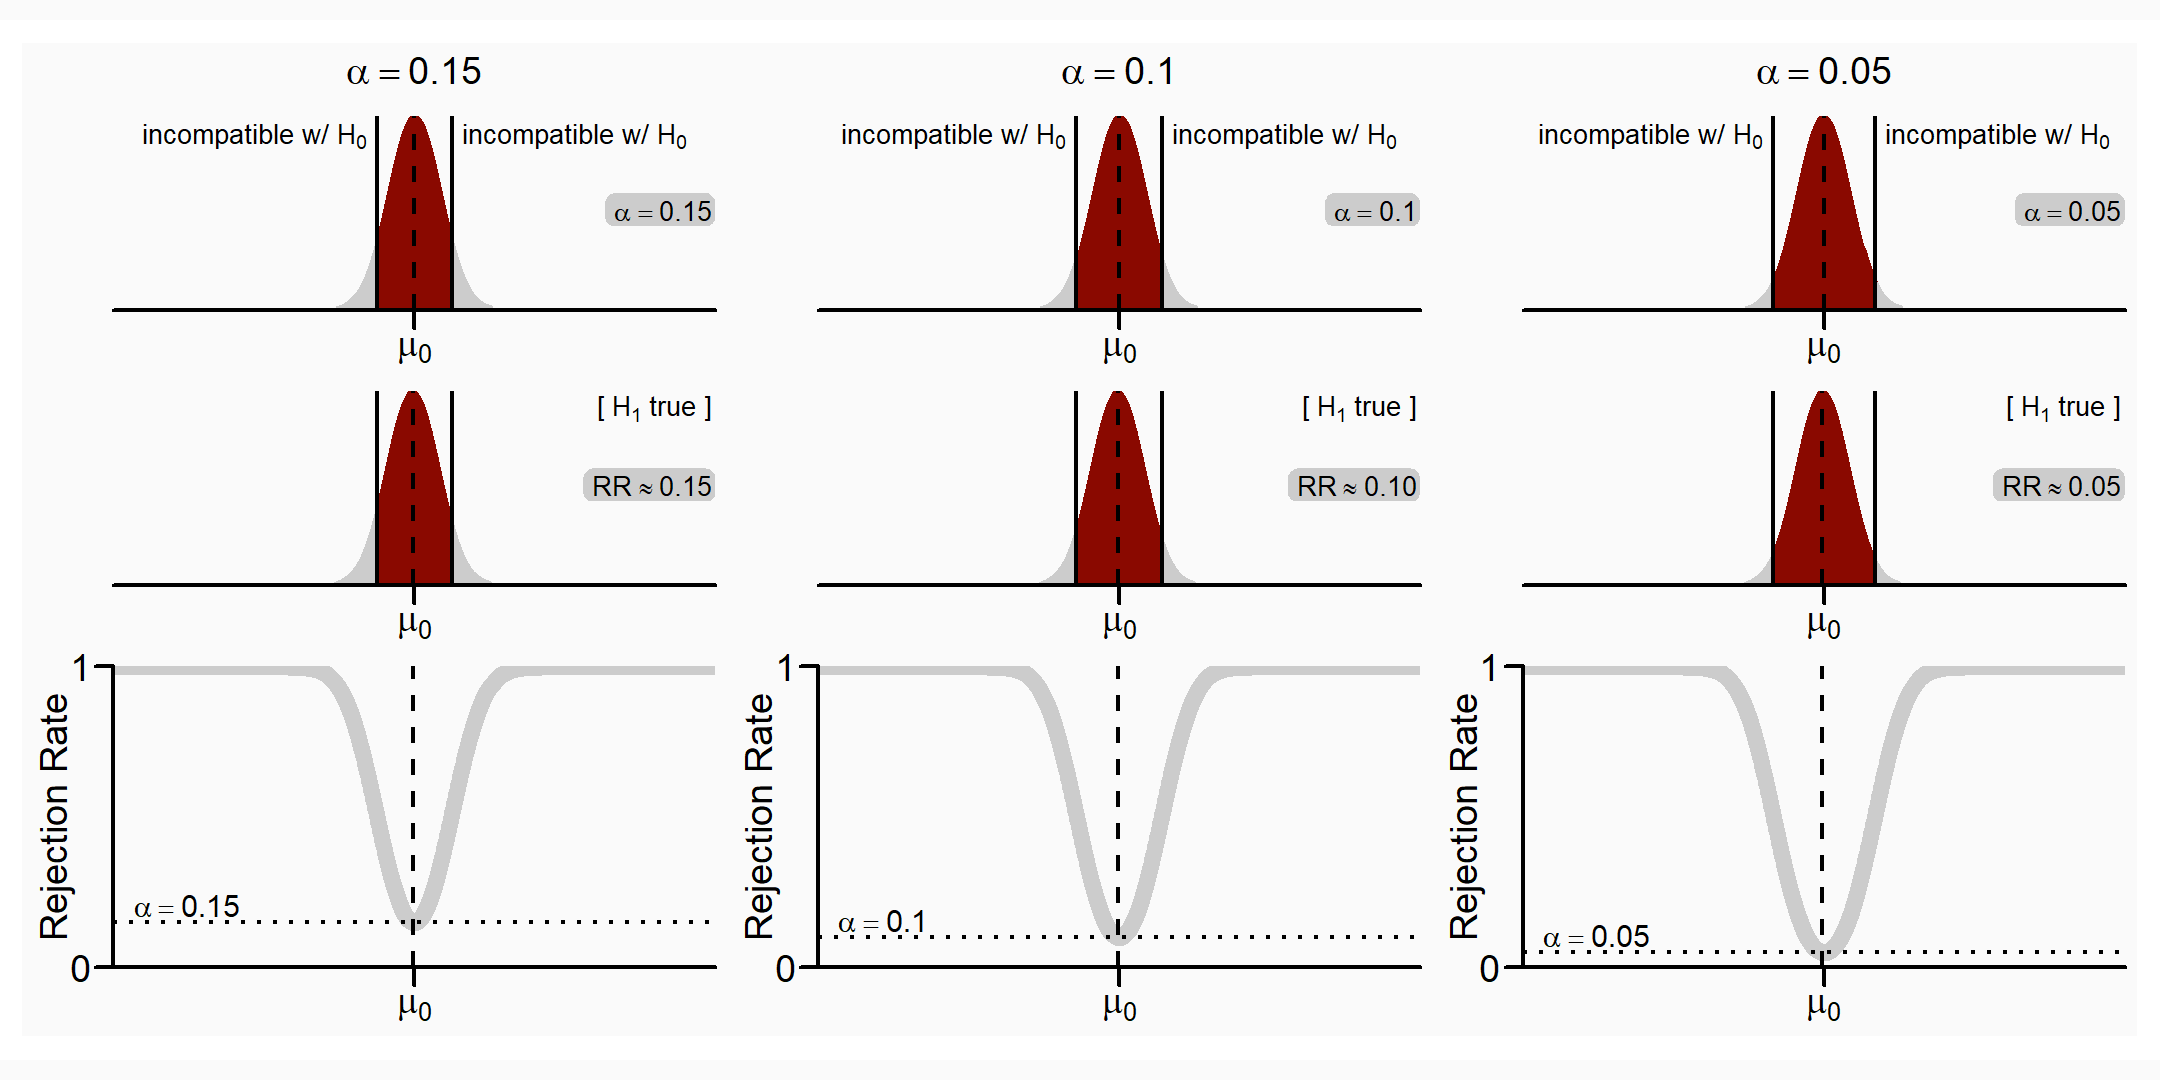 α = 0.15
incompatible w/ H₀ incompatible w/ H₀
α = 0.15
μ₀
[ H₁ true ]
RR ≈ 0.15
μ₀
1
Rejection Rate
α = 0.15
0
μ₀
α = 0.1
incompatible w/ H₀ incompatible w/ H₀
α = 0.1
μ₀
[ H₁ true ]
RR ≈ 0.10
μ₀
1
Rejection Rate
α = 0.1
0
μ₀
α = 0.05
incompatible w/ H₀ incompatible w/ H₀
α = 0.05
μ₀
[ H₁ true ]
RR ≈ 0.05
μ₀
1
Rejection Rate
α = 0.05
0
μ₀